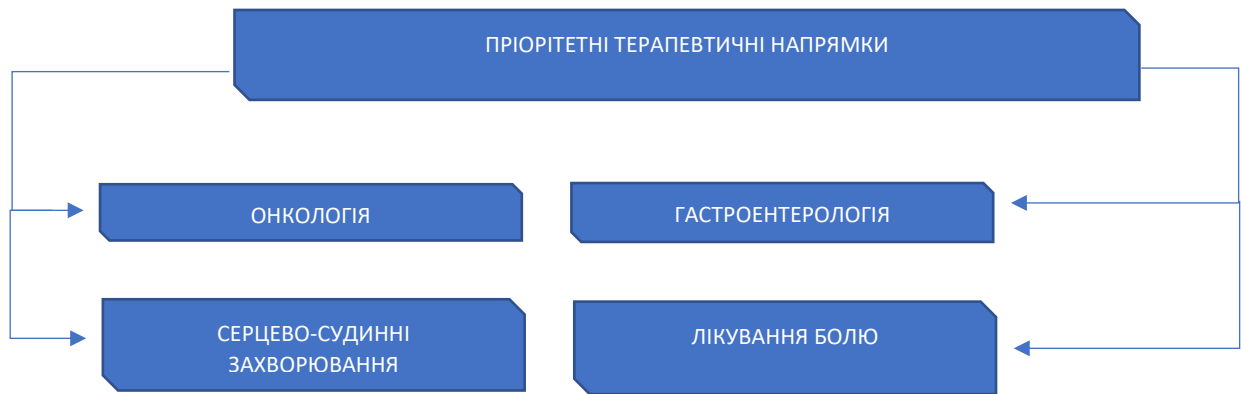 ПРІОРІТЕТНІ ТЕРАПЕВТИЧНІ НАПРЯМКИ
ОНКОЛОГІЯ
ГАСТРОЕНТЕРОЛОГІЯ
СЕРЦЕВО-СУДИННІ
ЗАХВОРЮВАННЯ
ЛІКУВАННЯ БОЛЮ